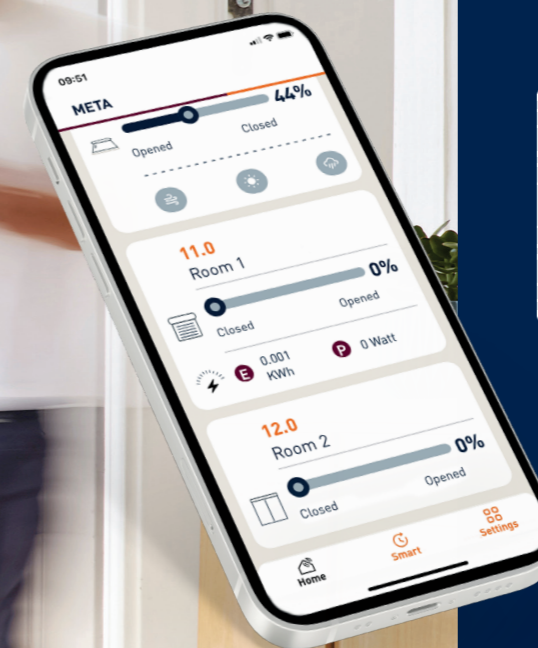 09:51
META
44%
Opened
Closed
11.0
Room 1
0%
Closed
Opened
E
0.001
KWh
P
0 Watt
12.0
Room 2
0%
Closed
Opened
Home
Smart
Settings